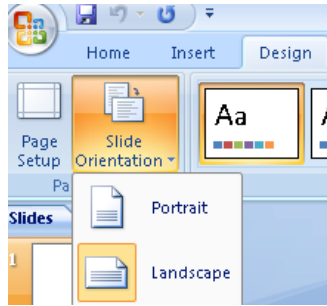 Home Insert Design
Aa
Page Setup
Slide Orientation
Pa
Portrait
Slides
1
Landscape